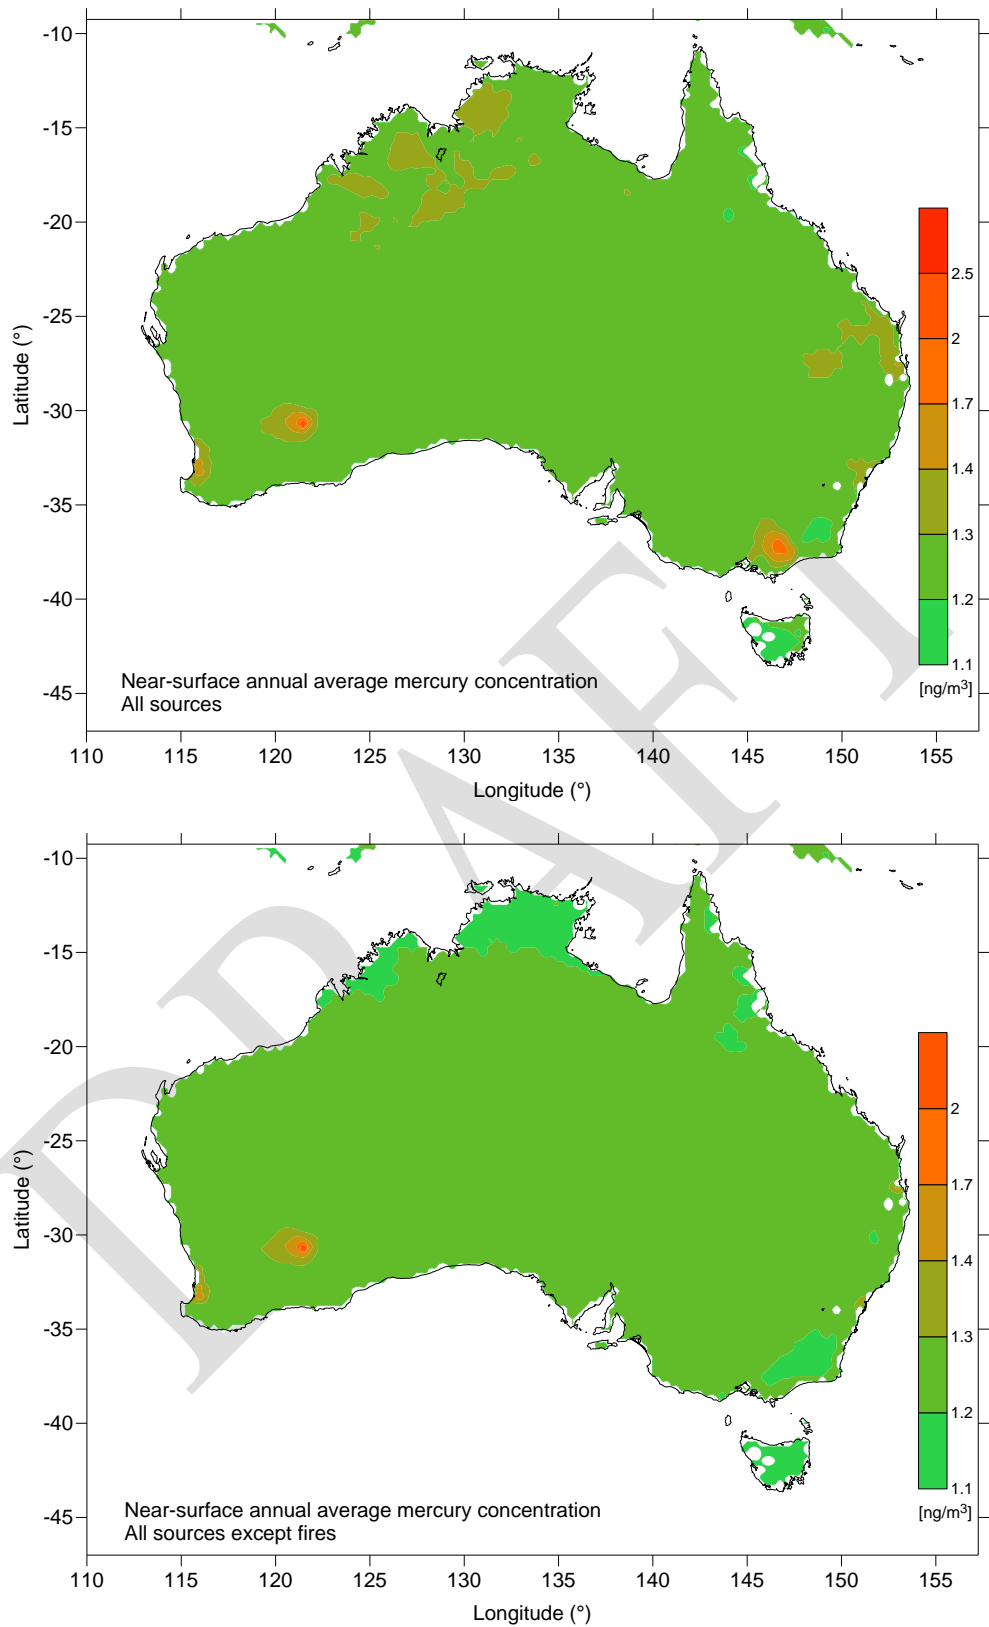 -10
-15
-20
-25
-30
-35
-40
-45
Latitude (°)
2.5
2
1.7
1.4
1.3
1.2
1.1
[ng/m³]
Near-surface annual average mercury concentration
All sources
110 115 120 125 130 135 140 145 150 155
Longitude (°)
-10
-15
-20
-25
-30
-35
-40
-45
Latitude (°)
2
1.7
1.4
1.3
1.2
1.1
[ng/m³]
Near-surface annual average mercury concentration
All sources except fires
110 115 120 125 130 135 140 145 150 155
Longitude (°)
DRAFT